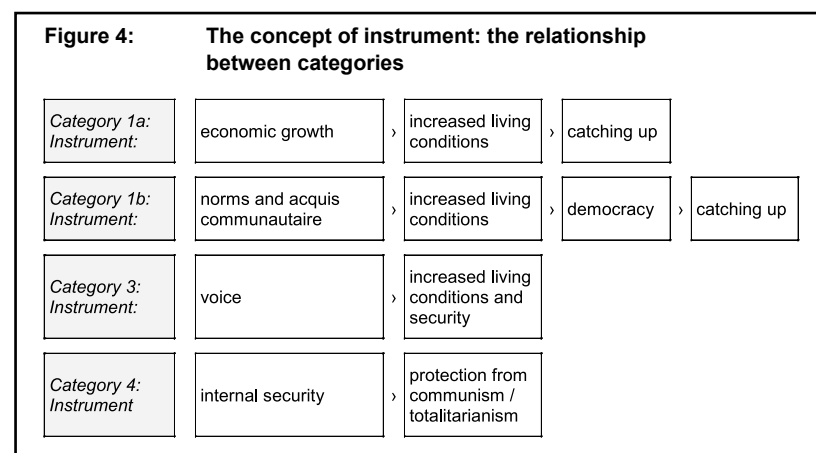 Figure 4: The concept of instrument: the relationship
between categories
Category 1a:
Instrument:
economic growth
›
increased living
conditions
›
catching up
Category 1b:
Instrument:
norms and acquis
communautaire
›
increased living
conditions
›
democracy
›
catching up
Category 3:
Instrument:
voice
›
increased living
conditions and
security
Category 4:
Instrument
internal security
›
protection from
communism /
totalitarianism